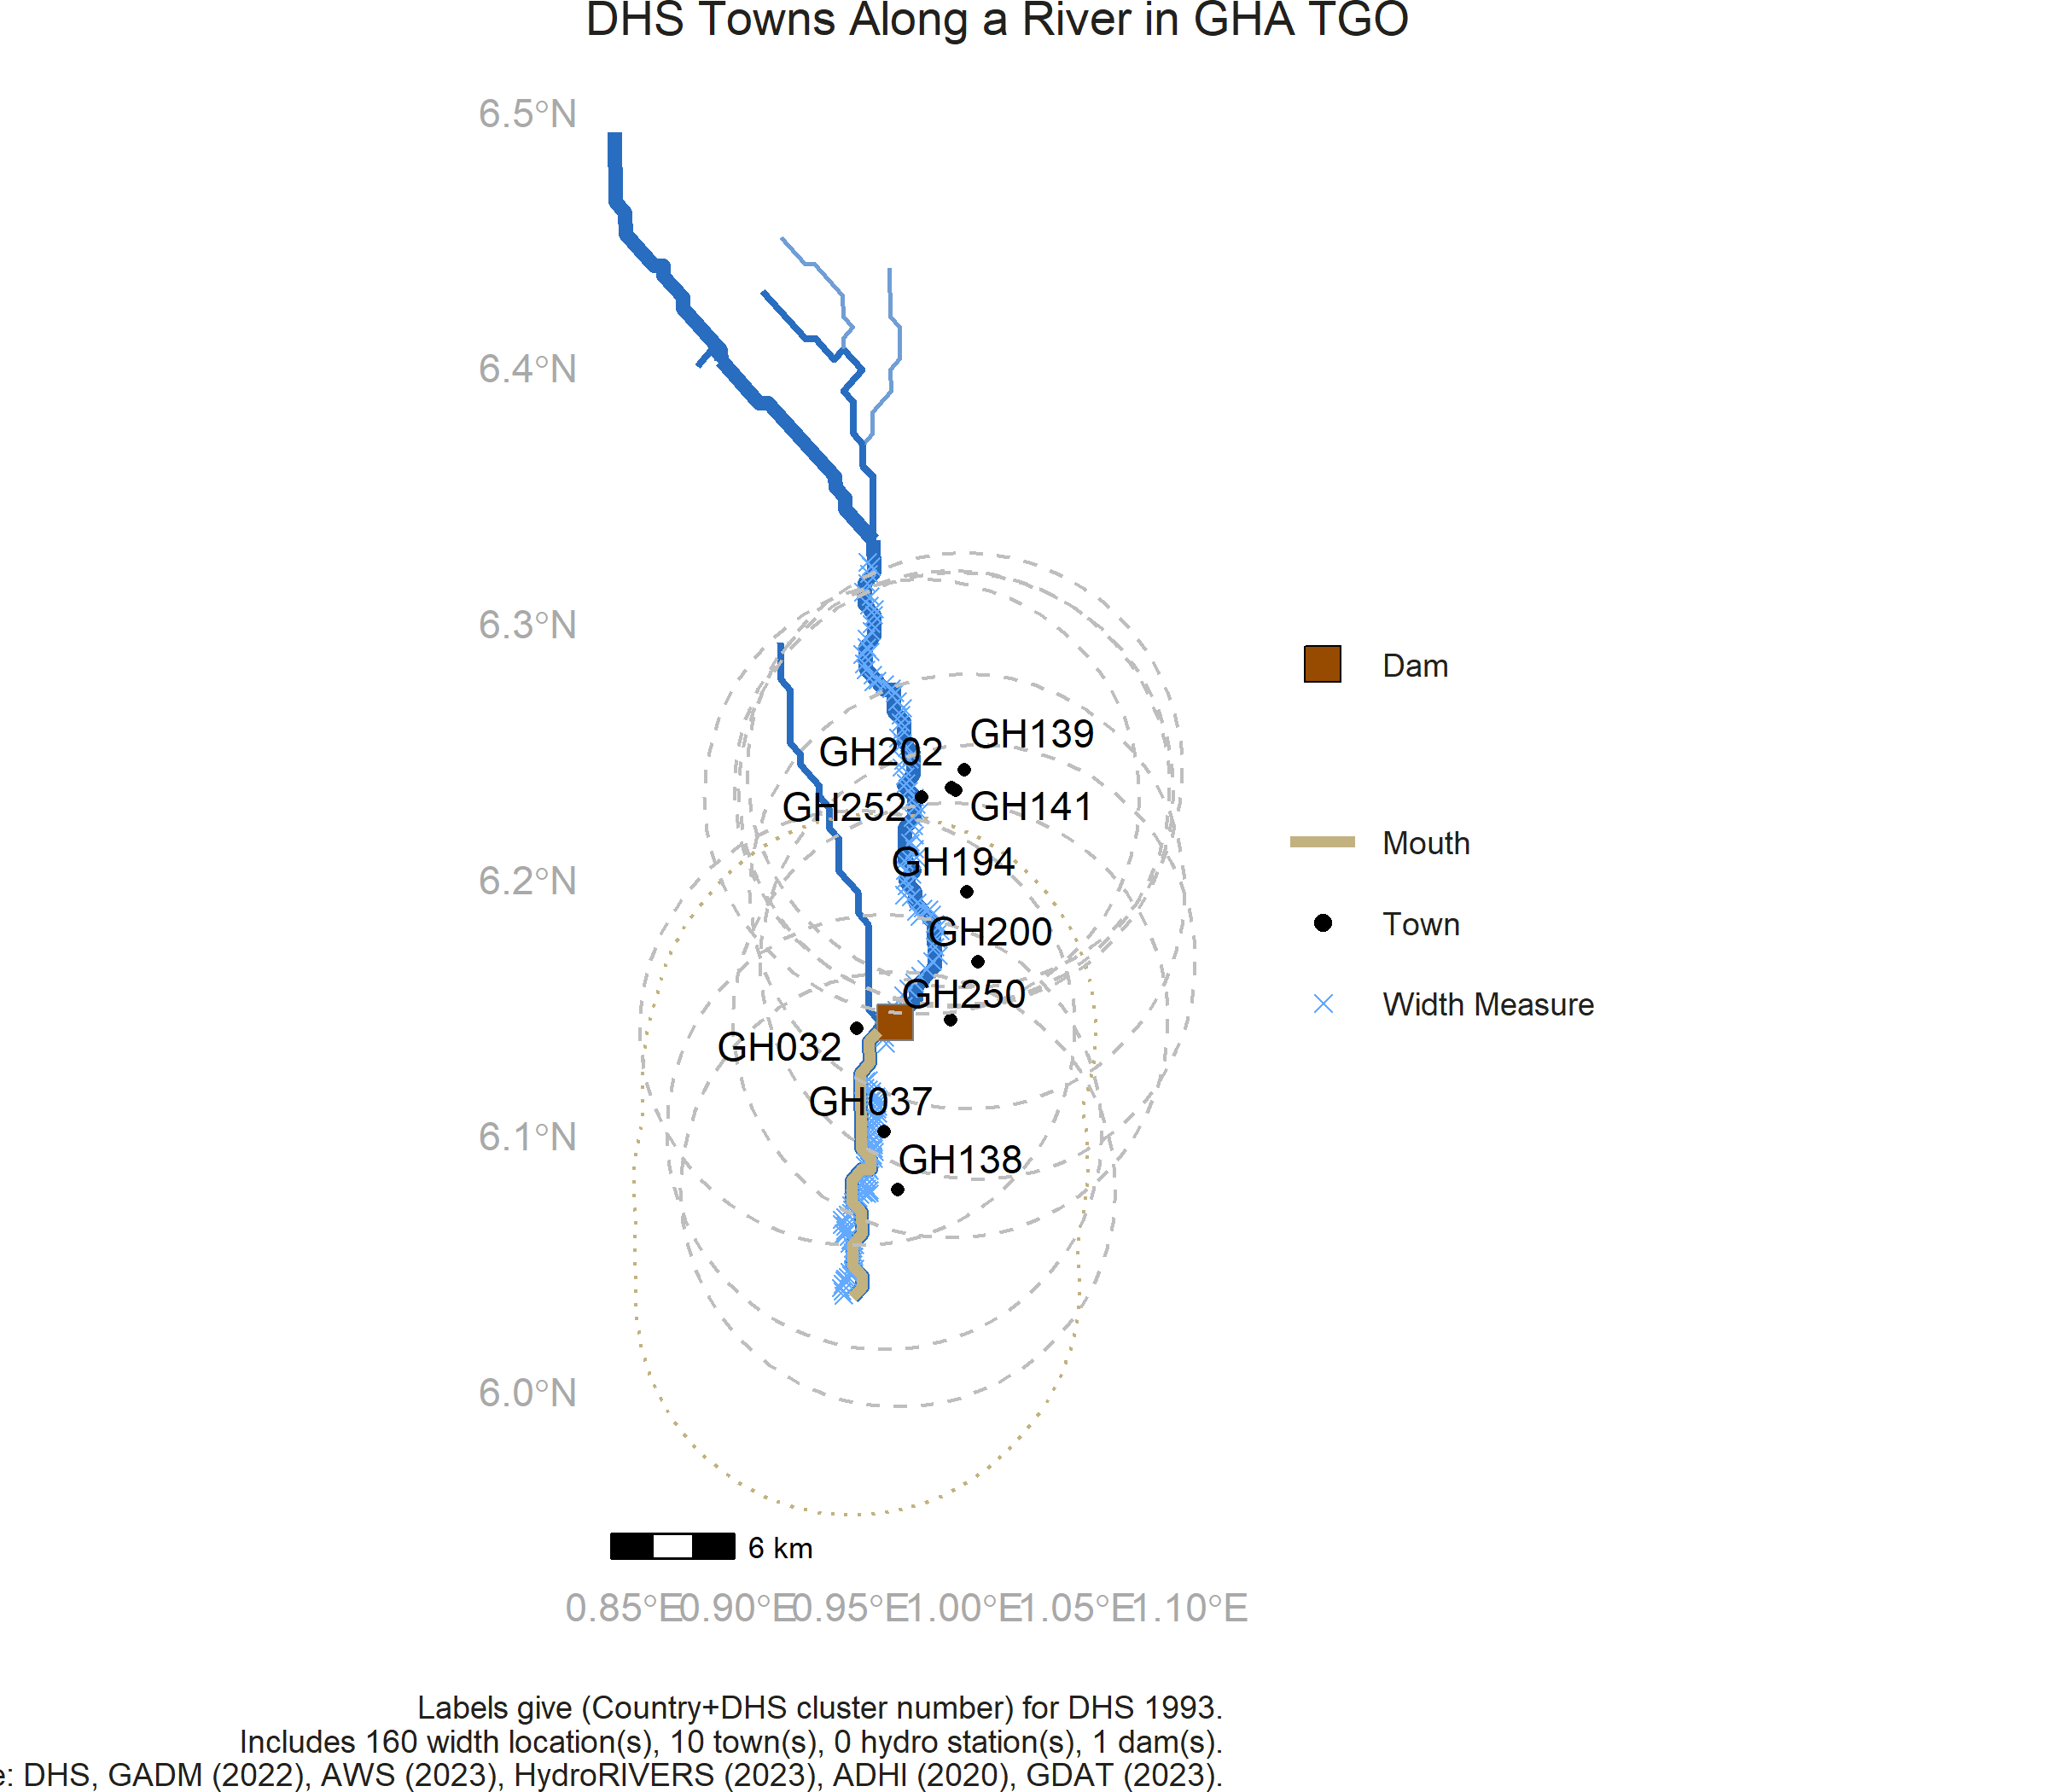 DHS Towns Along a River in GHA TGO
6.5°N
6.4°N
6.3°N
6.2°N
6.1°N
6.0°N
GH139
GH202
GH252
GH141
GH194
GH200
GH250
GH032
GH037
GH138
Dam
Mouth
Town
Width Measure
6 km
0.85°E 0.90°E 0.95°E 1.00°E 1.05°E 1.10°E
Labels give (Country+DHS cluster number) for DHS 1993.
Includes 160 width location(s), 10 town(s), 0 hydro station(s), 1 dam(s).
e: DHS, GADM (2022), AWS (2023), HydroRIVERS (2023), ADHI (2020), GDAT (2023).